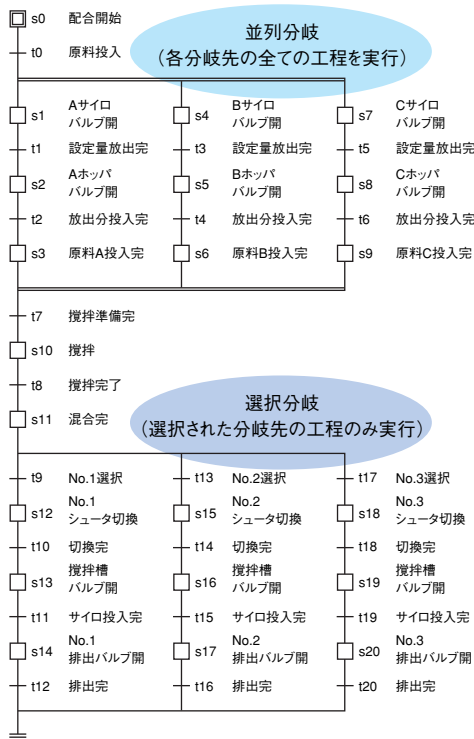 s0 配合開始
並列分岐
(各分岐先の全ての工程を実行)
t0 原料投入
s1 Aサイロ
バルブ開
s4 Bサイロ
バルブ開
s7 Cサイロ
バルブ開
t1 設定量放出完
t3 設定量放出完
t5 設定量放出完
s2 Aホッパ
バルブ開
s5 Bホッパ
バルブ開
s8 Cホッパ
バルブ開
t2 放出分投入完
t4 放出分投入完
t6 放出分投入完
s3 原料A投入完
s6 原料B投入完
s9 原料C投入完
t7 撹拌準備完
s10 撹拌
t8 撹拌完了
s11 混合完
選択分岐
(選択された分岐先の工程のみ実行)
t9 No.1選択
t13 No.2選択
t17 No.3選択
s12 No.1
シュータ切換
s15 No.2
シュータ切換
s18 No.3
シュータ切換
t10 切換完
t14 切換完
t18 切換完
s13 撹拌槽
バルブ開
s16 撹拌槽
バルブ開
s19 撹拌槽
バルブ開
t11 サイロ投入完
t15 サイロ投入完
t19 サイロ投入完
s14 No.1
排出バルブ開
s17 No.2
排出バルブ開
s20 No.3
排出バルブ開
t12 排出完
t16 排出完
t20 排出完